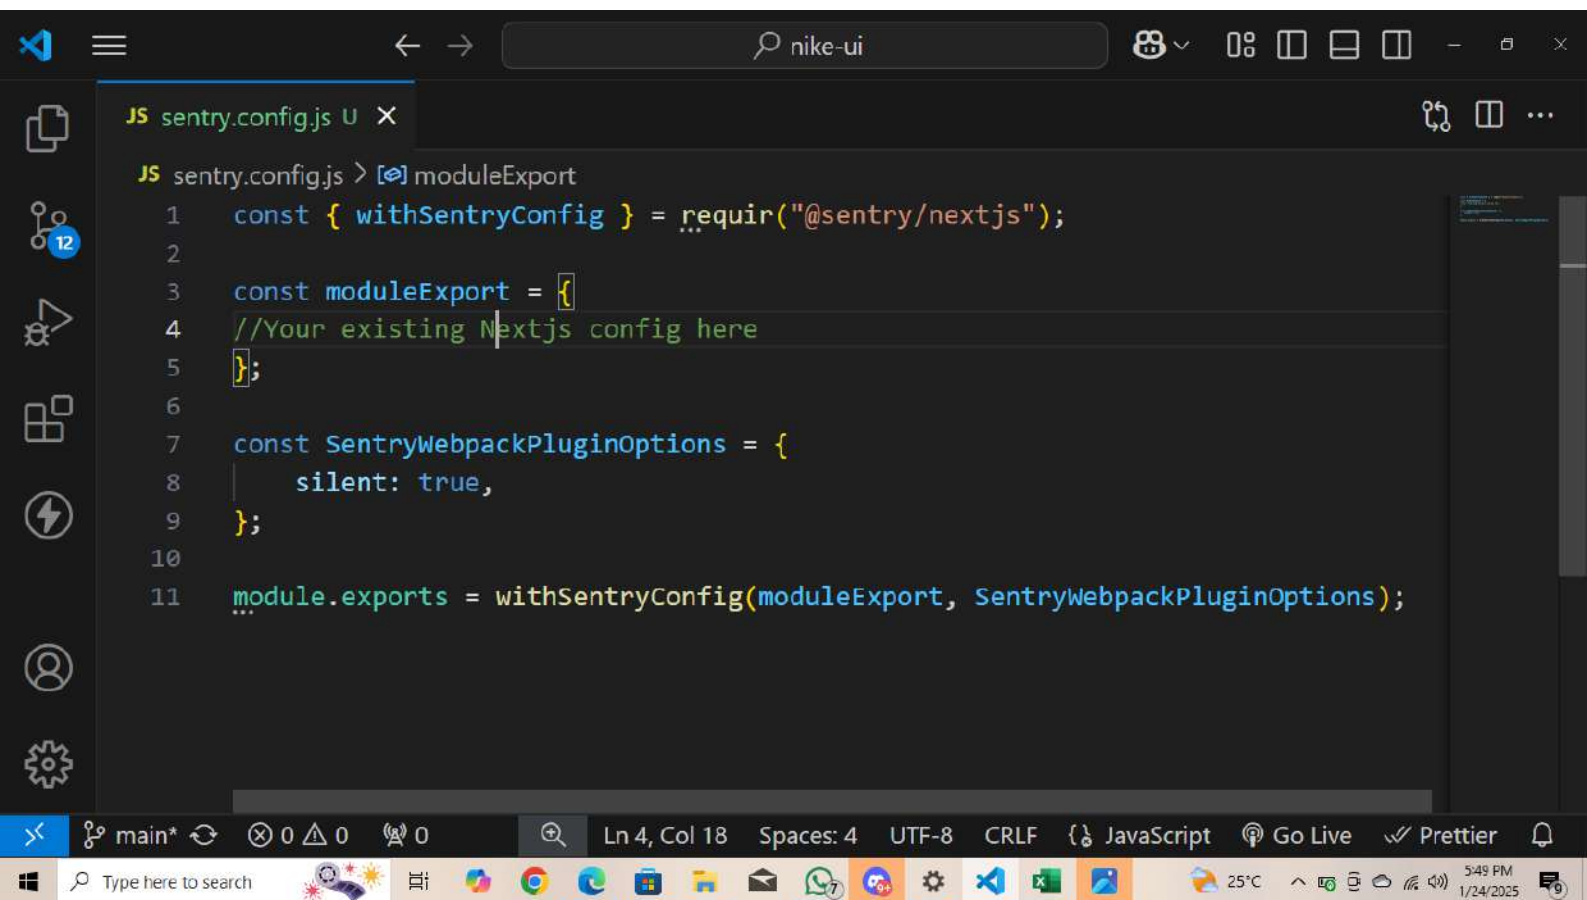 nike-ui
JS sentry.config.js U
JS sentry.config.js > moduleExport
1 const { withSentryConfig } = requir("@sentry/nextjs");
2
3 const moduleExport = {
4 //Your existing Nextjs config here
5 };
6
7 const SentryWebpackPluginOptions = {
8 silent: true,
9 };
10
11 module.exports = withSentryConfig(moduleExport, SentryWebpackPluginOptions);
12
main* 0 0 0 Ln 4, Col 18 Spaces: 4 UTF-8 CRLF JavaScript Go Live Prettier
Type here to search 7 9+ 25°C 5:49 PM
1/24/2025 9